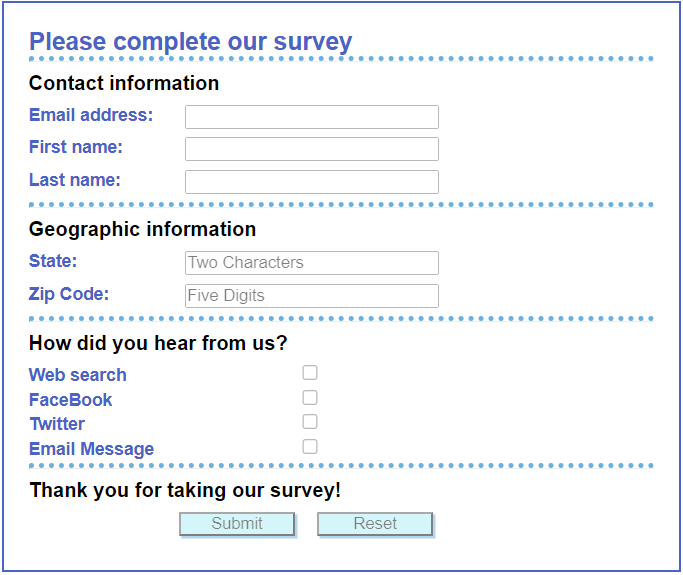 Please complete our survey
Contact information
Email address:
First name:
Last name:
Geographic information
State: Two Characters
Zip Code: Five Digits
How did you hear from us?
Web search
FaceBook
Twitter
Email Message
Thank you for taking our survey!
Submit Reset